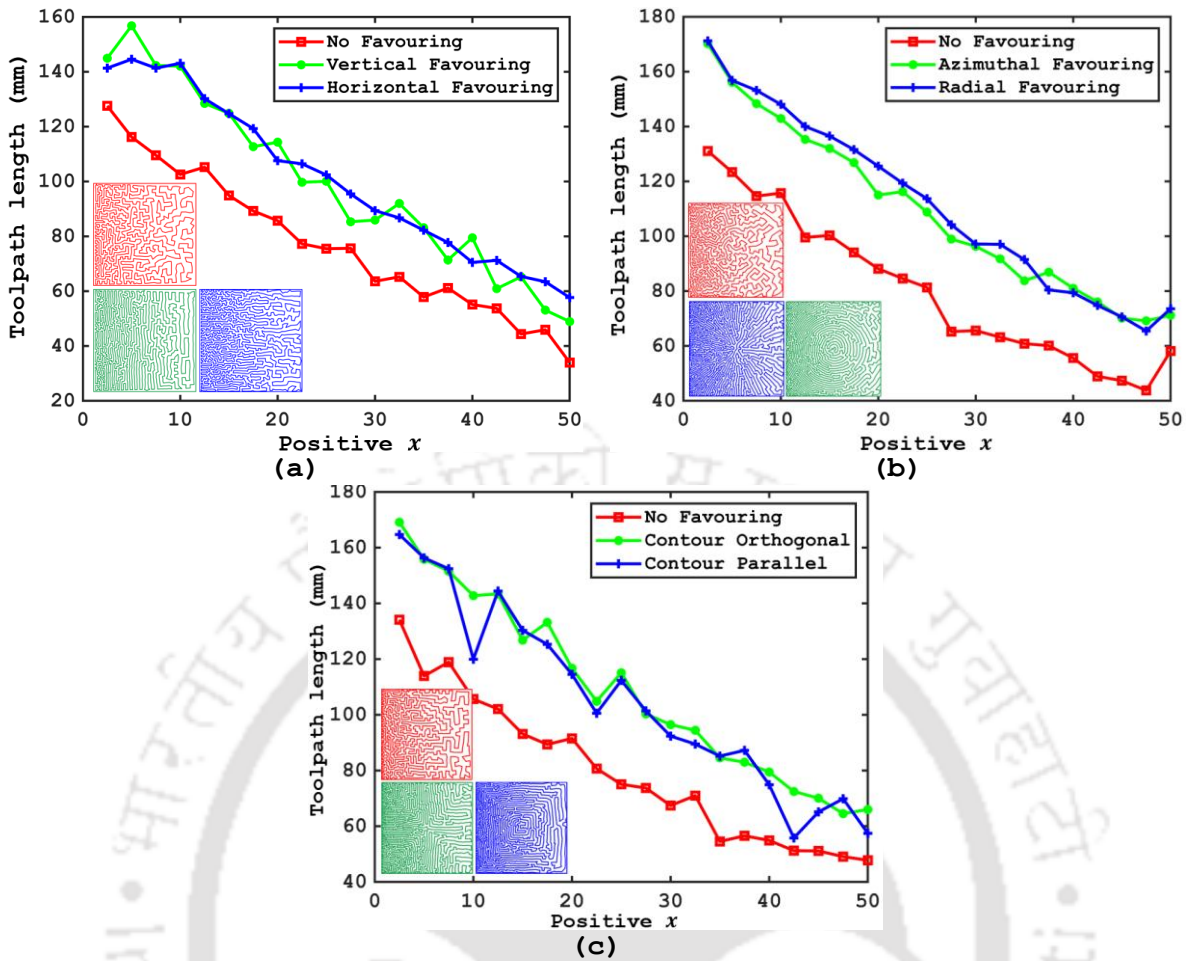 160
140
120
100
80
60
40
20
0
10
20
30
40
50
Toolpath length (mm)
Positive x
No Favouring
Vertical Favouring
Horizontal Favouring
(a)
180
160
140
120
100
80
60
40
0
10
20
30
40
50
Toolpath length (mm)
Positive x
No Favouring
Azimuthal Favouring
Radial Favouring
(b)
180
160
140
120
100
80
60
40
0
10
20
30
40
50
Toolpath length (mm)
Positive x
No Favouring
Contour Orthogonal
Contour Parallel
(c)